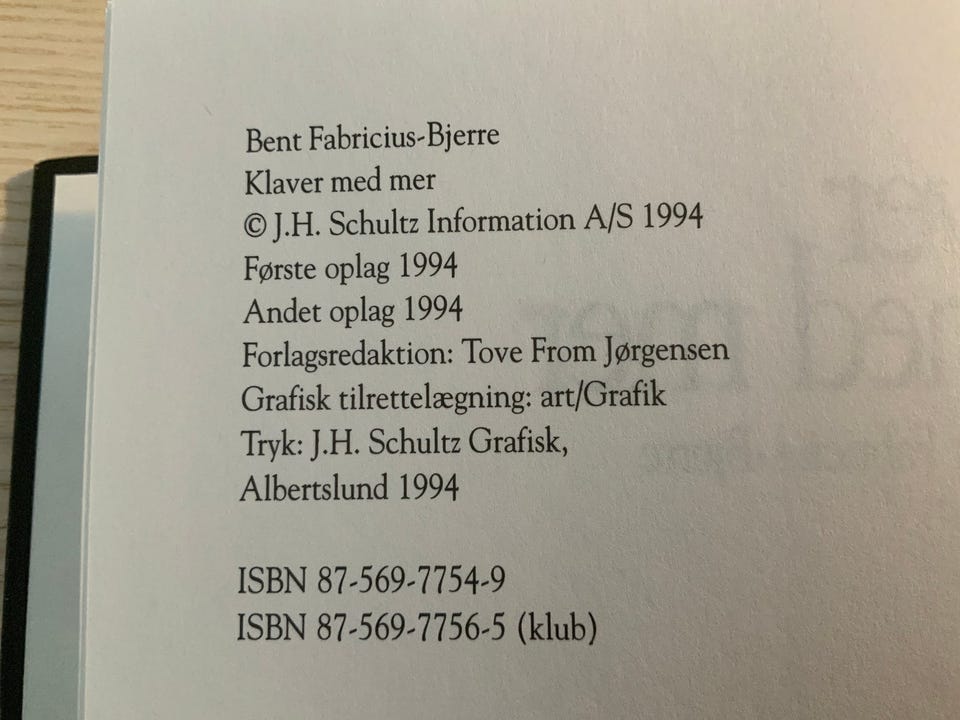 Bent Fabricius-Bjerre
Klaver med mer
© J.H. Schultz Information A/S 1994
Første oplag 1994
Andet oplag 1994
Forlagsredaktion: Tove From Jørgensen
Grafisk tilrettelægning: art/Grafik
Tryk: J.H. Schultz Grafisk,
Albertslund 1994
ISBN 87-569-7754-9
ISBN 87-569-7756-5 (klub)